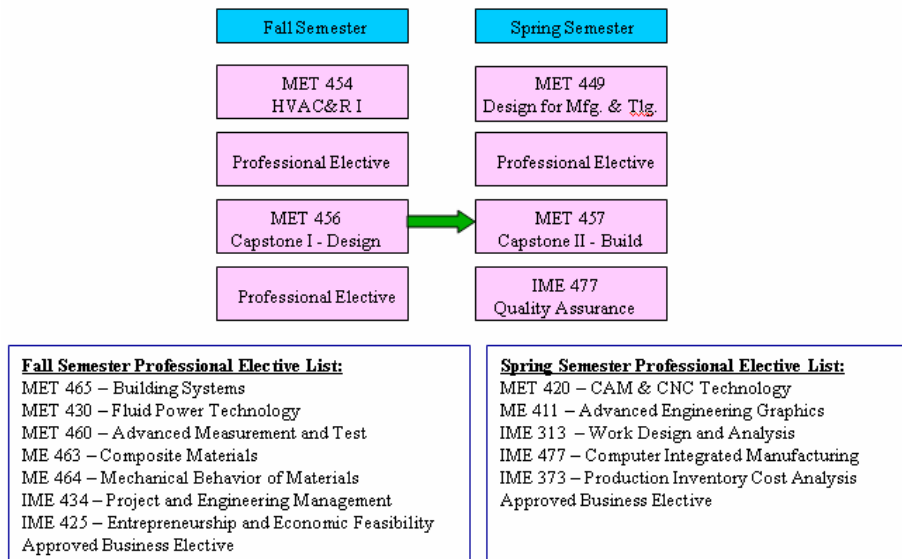 Fall Semester
Spring Semester
MET 454
HVAC&R I
MET 449
Design for Mfg. & Tlg.
Professional Elective
Professional Elective
MET 456
Capstone I - Design
MET 457
Capstone II - Build
Professional Elective
IME 477
Quality Assurance
Fall Semester Professional Elective List:
MET 465 – Building Systems
MET 430 – Fluid Power Technology
MET 460 – Advanced Measurement and Test
ME 463 – Composite Materials
ME 464 – Mechanical Behavior of Materials
IME 434 – Project and Engineering Management
IME 425 – Entrepreneurship and Economic Feasibility
Approved Business Elective
Spring Semester Professional Elective List:
MET 420 – CAM & CNC Technology
ME 411 – Advanced Engineering Graphics
IME 313 – Work Design and Analysis
IME 477 – Computer Integrated Manufacturing
IME 373 – Production Inventory Cost Analysis
Approved Business Elective